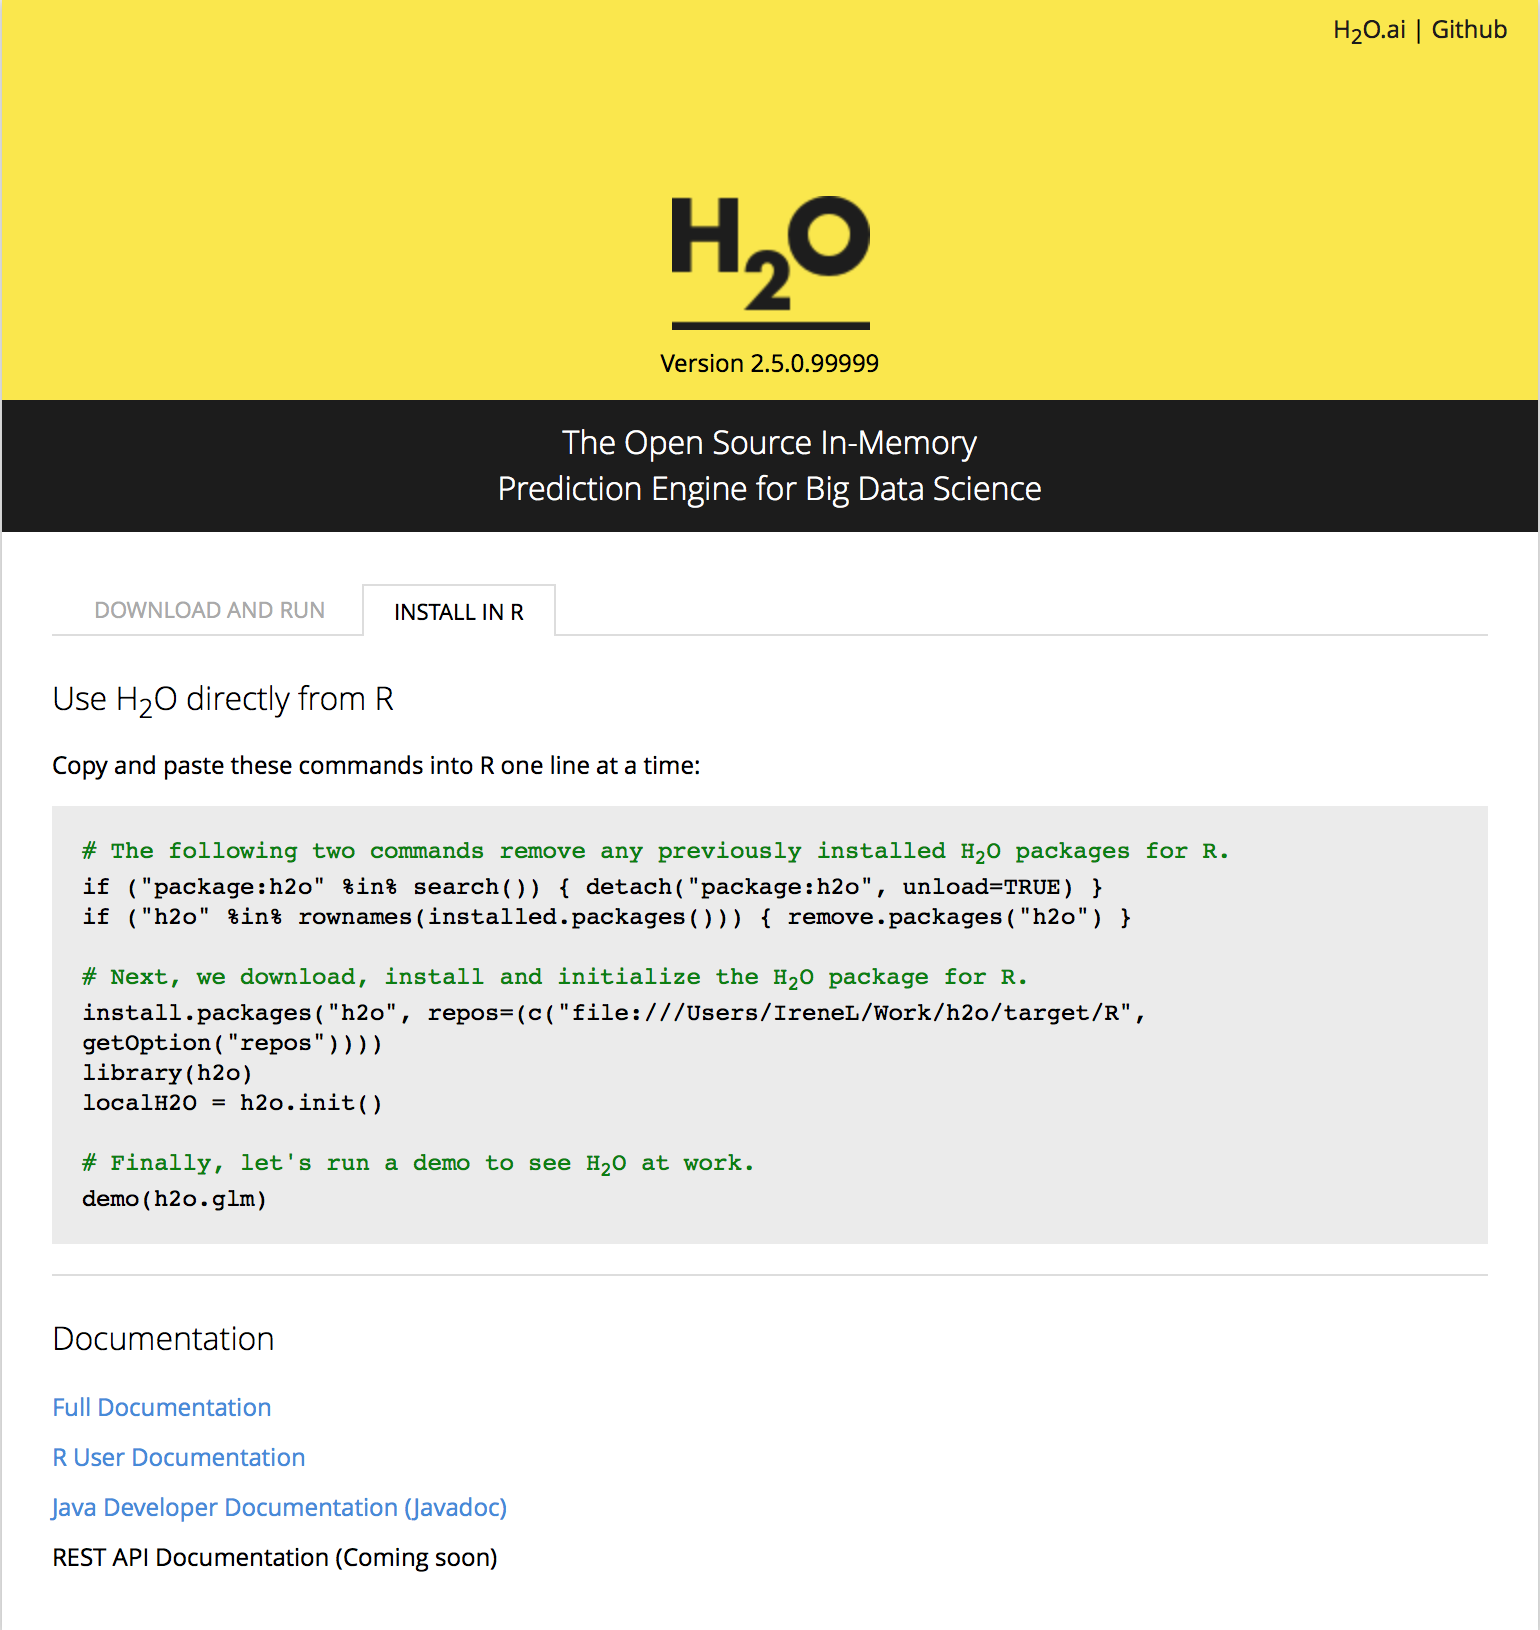 H₂O.ai | Github
H₂O
Version 2.5.0.99999
The Open Source In-Memory
Prediction Engine for Big Data Science
DOWNLOAD AND RUN
INSTALL IN R
Use H₂O directly from R
Copy and paste these commands into R one line at a time:
# The following two commands remove any previously installed H₂O packages for R.
if ("package:h2o" %in% search()) { detach("package:h2o", unload=TRUE) }
if ("h2o" %in% rownames(installed.packages())) { remove.packages("h2o") }
# Next, we download, install and initialize the H₂O package for R.
install.packages("h2o", repos=(c("file:///Users/IreneL/Work/h2o/target/R",
getOption("repos"))))
library(h2o)
localH2O = h2o.init()
# Finally, let's run a demo to see H₂O at work.
demo(h2o.glm)
Documentation
Full Documentation
R User Documentation
Java Developer Documentation (Javadoc)
REST API Documentation (Coming soon)